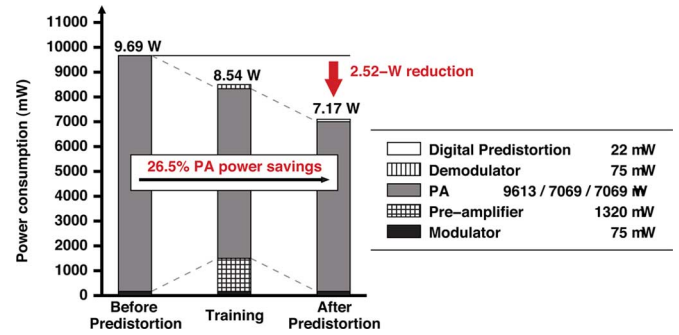 Power consumption (mW)
11000
10000
9000
8000
7000
6000
5000
4000
3000
2000
1000
0
9.69 W
8.54 W
7.17 W
2.52–W reduction
26.5% PA power savings
Before
Predistortion
Training
After
Predistortion
Digital Predistortion 22 mW
Demodulator 75 mW
PA 9613 / 7069 / 7069 mW
Pre–amplifier 1320 mW
Modulator 75 mW